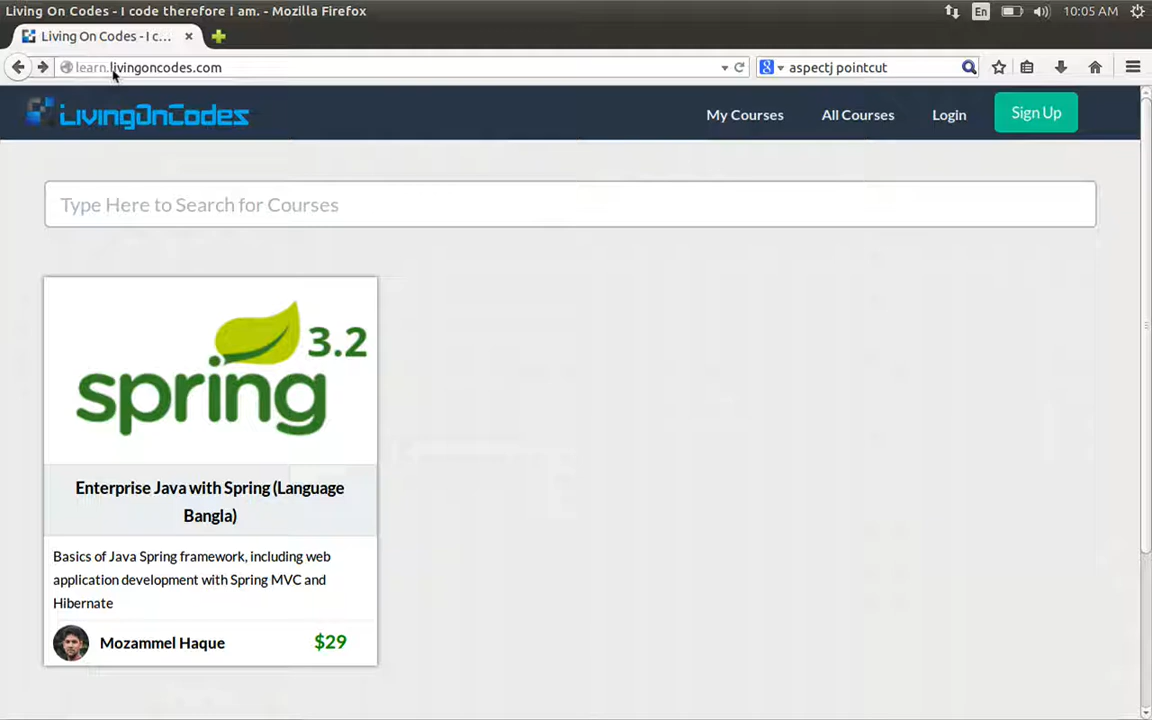 Living On Codes - I code therefore I am. - Mozilla Firefox
En
10:05 AM
Living On Codes - I c...
learn.livingoncodes.com
aspectj pointcut
LivingOnCodes
My Courses
All Courses
Login
Sign Up
Type Here to Search for Courses
spring 3.2
Enterprise Java with Spring (Language
Bangla)
Basics of Java Spring framework, including web
application development with Spring MVC and
Hibernate
Mozammel Haque
$29